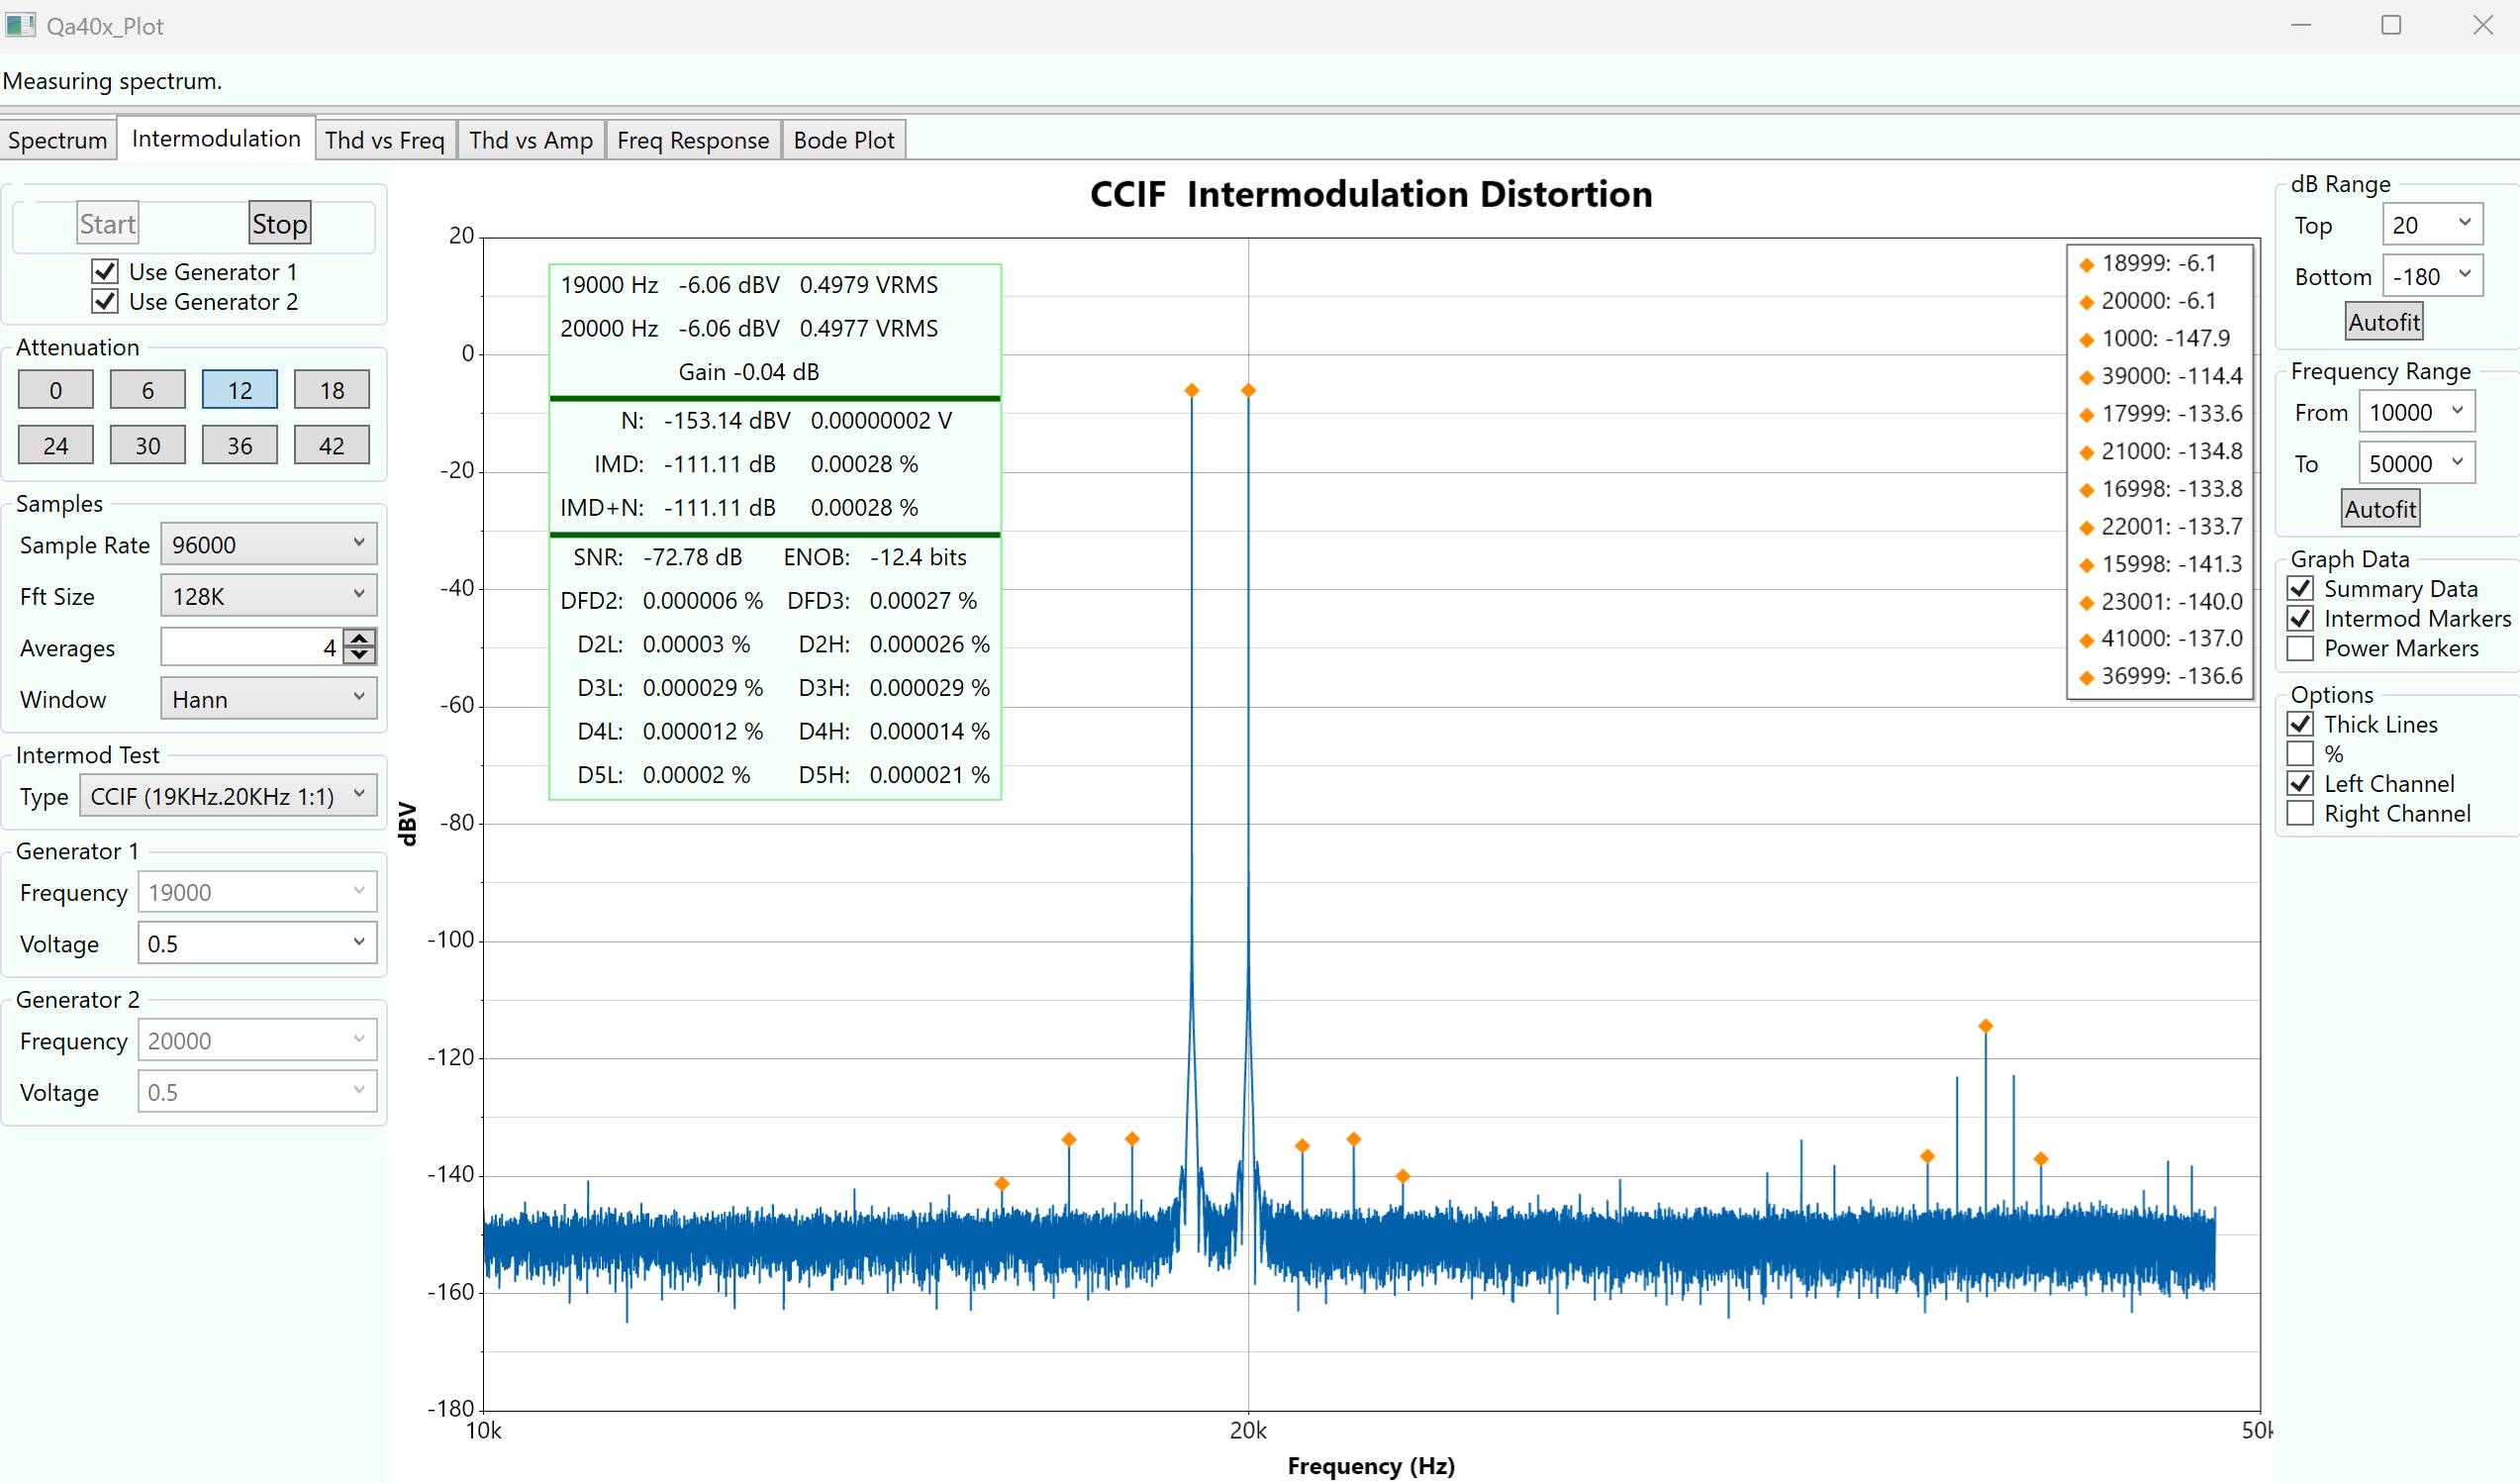 Qa40x_Plot
Measuring spectrum.
Spectrum
Intermodulation
Thd vs Freq
Thd vs Amp
Freq Response
Bode Plot
Start
Stop
Use Generator 1
Use Generator 2
Attenuation
0 6 12 18
24 30 36 42
Samples
Sample Rate 96000
Fft Size 128K
Averages 4
Window Hann
Intermod Test
Type CCIF (19KHz.20KHz 1:1)
Generator 1
Frequency 19000
Voltage 0.5
Generator 2
Frequency 20000
Voltage 0.5
CCIF Intermodulation Distortion
19000 Hz -6.06 dBV 0.4979 VRMS
20000 Hz -6.06 dBV 0.4977 VRMS
Gain -0.04 dB
N: -153.14 dBV 0.00000002 V
IMD: -111.11 dB 0.00028 %
IMD+N: -111.11 dB 0.00028 %
SNR: -72.78 dB ENOB: -12.4 bits
DFD2: 0.000006 % DFD3: 0.00027 %
D2L: 0.00003 % D2H: 0.000026 %
D3L: 0.000029 % D3H: 0.000029 %
D4L: 0.000012 % D4H: 0.000014 %
D5L: 0.00002 % D5H: 0.000021 %
18999: -6.1
20000: -6.1
1000: -147.9
39000: -114.4
17999: -133.6
21000: -134.8
16998: -133.8
22001: -133.7
15998: -141.3
23001: -140.0
41000: -137.0
36999: -136.6
20
0
-20
-40
-60
-80
-100
-120
-140
-160
-180
dBV
10k
20k
50k
Frequency (Hz)
dB Range
Top 20
Bottom -180
Autofit
Frequency Range
From 10000
To 50000
Autofit
Graph Data
Summary Data
Intermod Markers
Power Markers
Options
Thick Lines
%
Left Channel
Right Channel